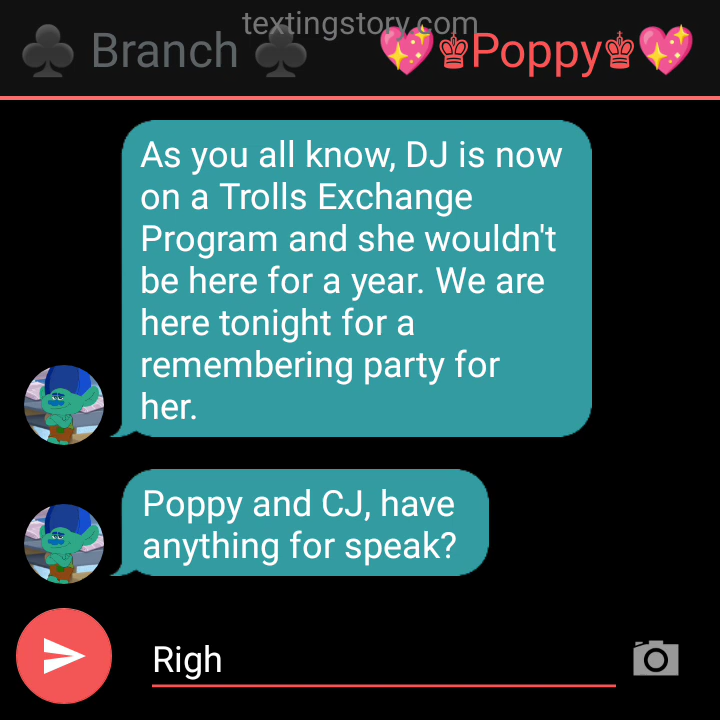 textingstory.com
♣ Branch ♣ 💖♚Poppy♚💖
As you all know, DJ is now
on a Trolls Exchange
Program and she wouldn't
be here for a year. We are
here tonight for a
remembering party for
her.
Poppy and CJ, have
anything for speak?
Righ